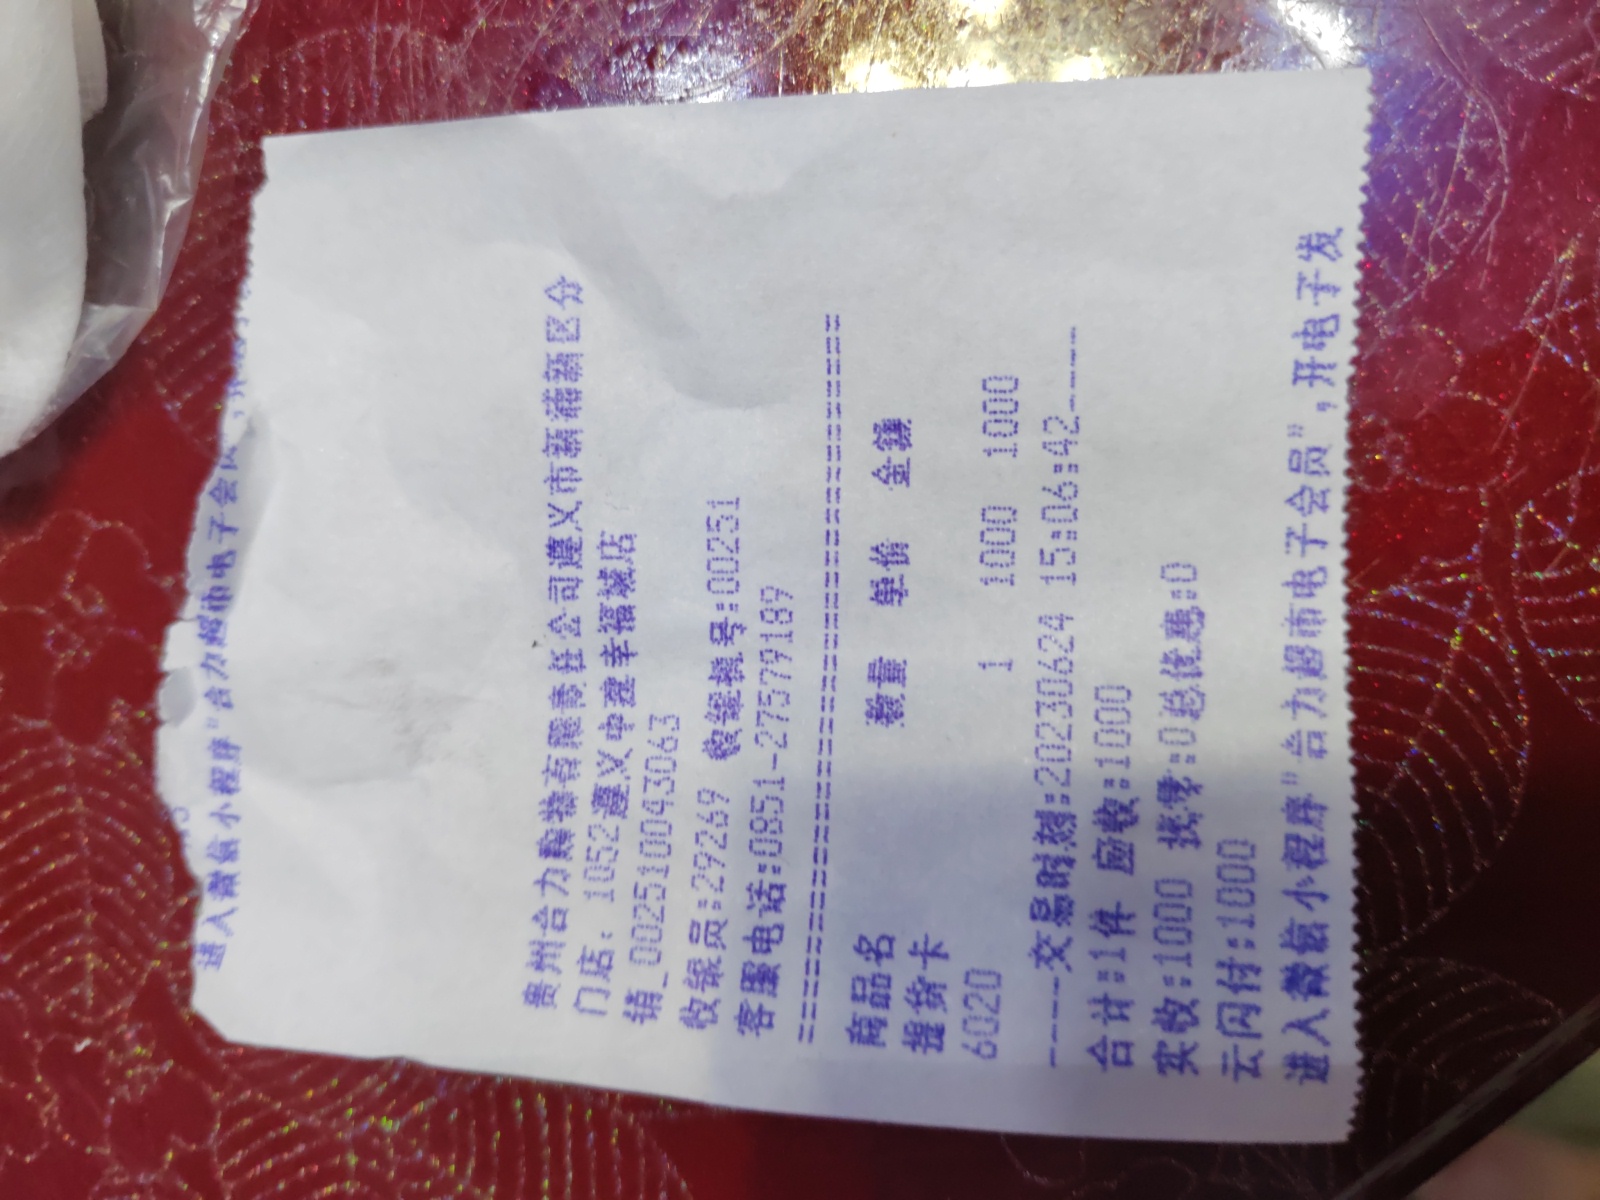 进入微信小程序"合力超市电子会员",开电子
贵州合力购物有限责任公司遵义市新蒲新区分
门店: 1052遵义中建幸福城店
销_0025100430063
收银员:29269 收银机号:00251
客服电话:0851-27579189
==============================
商品名 数量 单价 金额
提货卡
6020 1 1000 1000
----交易时刻:20230624 15:06:42----
合计:1件 应收:1000
实收:1000 找零:0总优惠:0
云闪付:1000
进入微信小程序"合力超市电子会员",开电子发